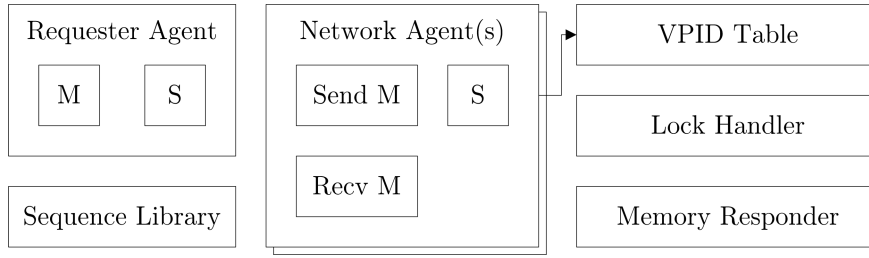 Requester Agent
M
S
Sequence Library
Network Agent(s)
Send M
S
Recv M
VPID Table
Lock Handler
Memory Responder